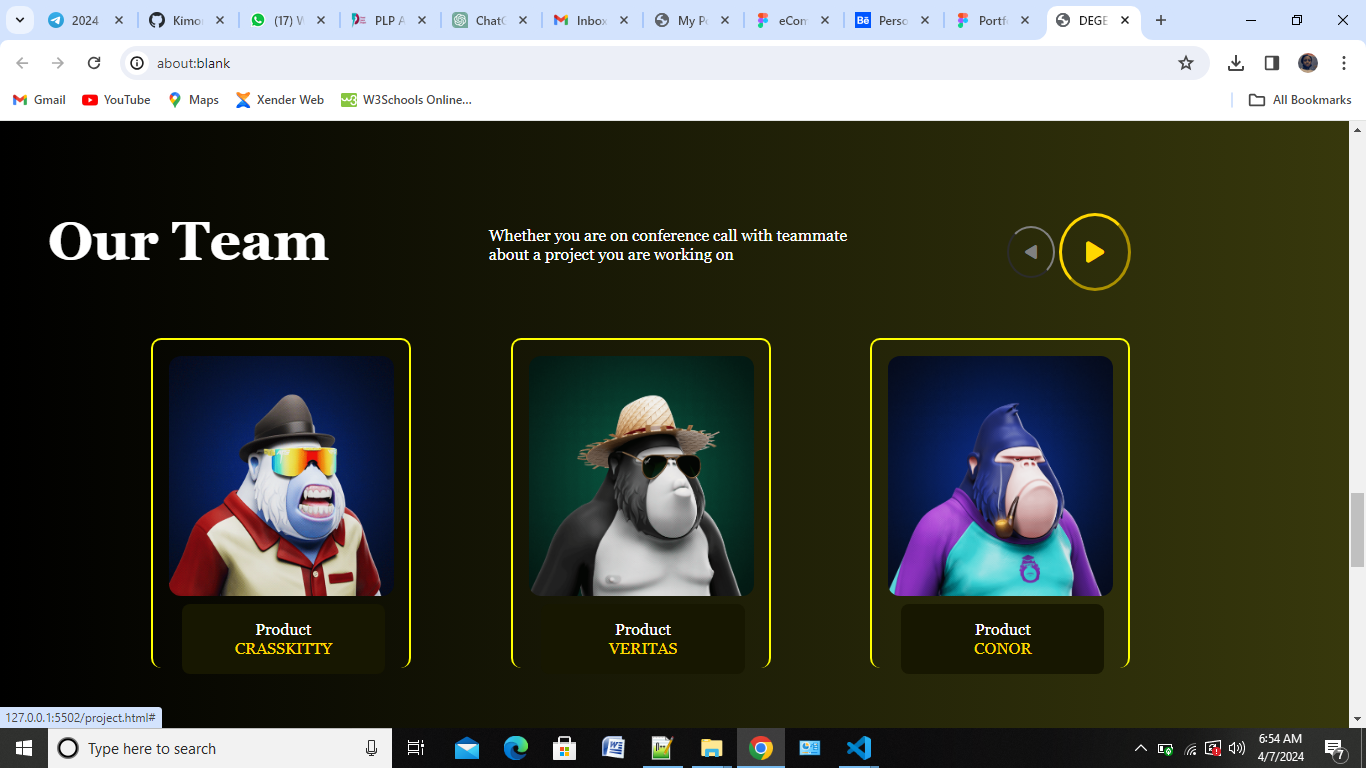 2024
Kimo
(17) W
PLP A
ChatG
Inbox
My Po
eCom
Perso
Portf
DEGE
about:blank
Gmail
YouTube
Maps
Xender Web
W3Schools Online...
All Bookmarks
Our Team
Whether you are on conference call with teammate
about a project you are working on
Product
CRASSKITTY
Product
VERITAS
Product
CONOR
127.0.0.1:5502/project.html#
Type here to search
6:54 AM
4/7/2024
7